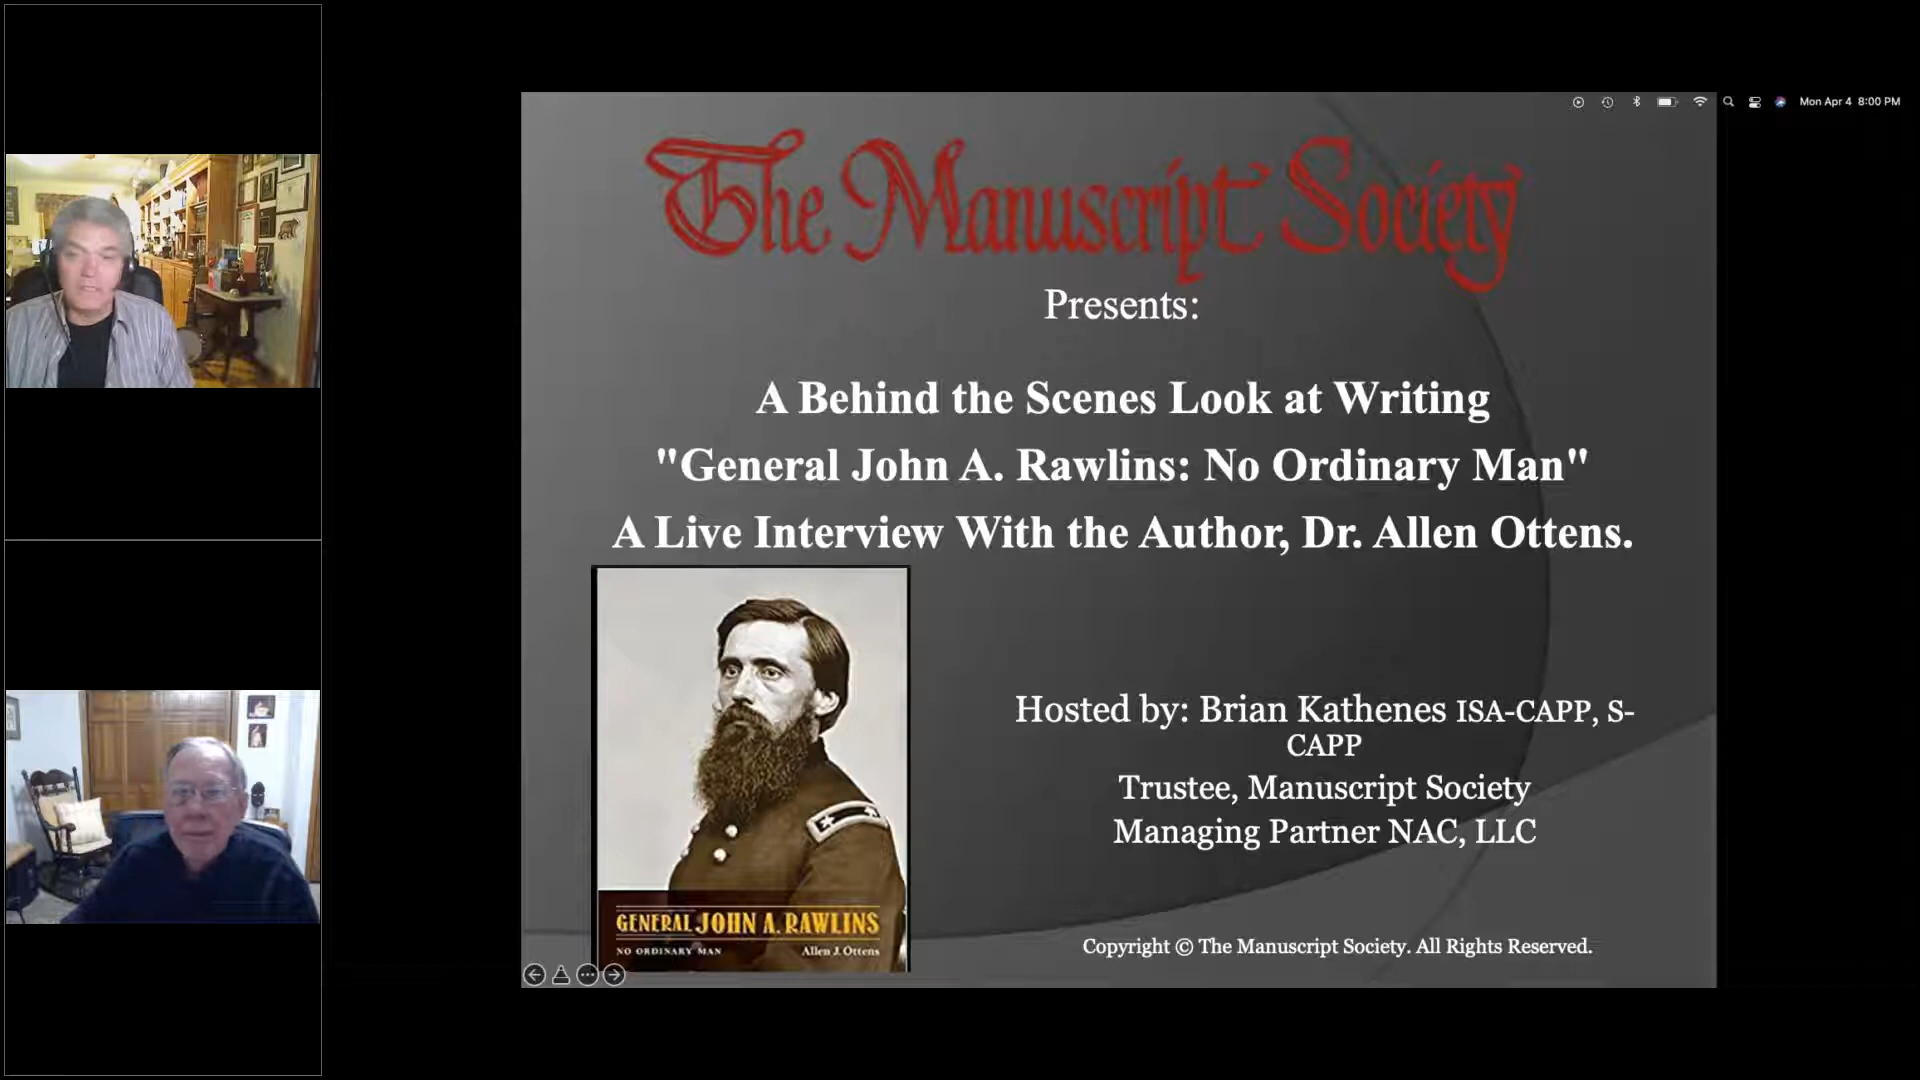 Mon Apr 4 8:00 PM
The Manuscript Society
Presents:
A Behind the Scenes Look at Writing
"General John A. Rawlins: No Ordinary Man"
A Live Interview With the Author, Dr. Allen Ottens.
GENERAL JOHN A. RAWLINS
NO ORDINARY MAN Allen J. Ottens
Hosted by: Brian Kathenes ISA-CAPP, S-
CAPP
Trustee, Manuscript Society
Managing Partner NAC, LLC
Copyright © The Manuscript Society. All Rights Reserved.